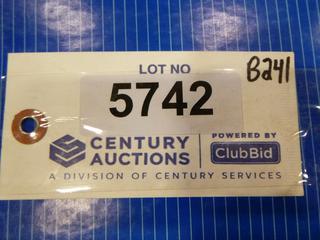 LOT NO
B241
5742
CENTURY
AUCTIONS
POWERED BY
ClubBid
A DIVISION OF CENTURY SERVICES